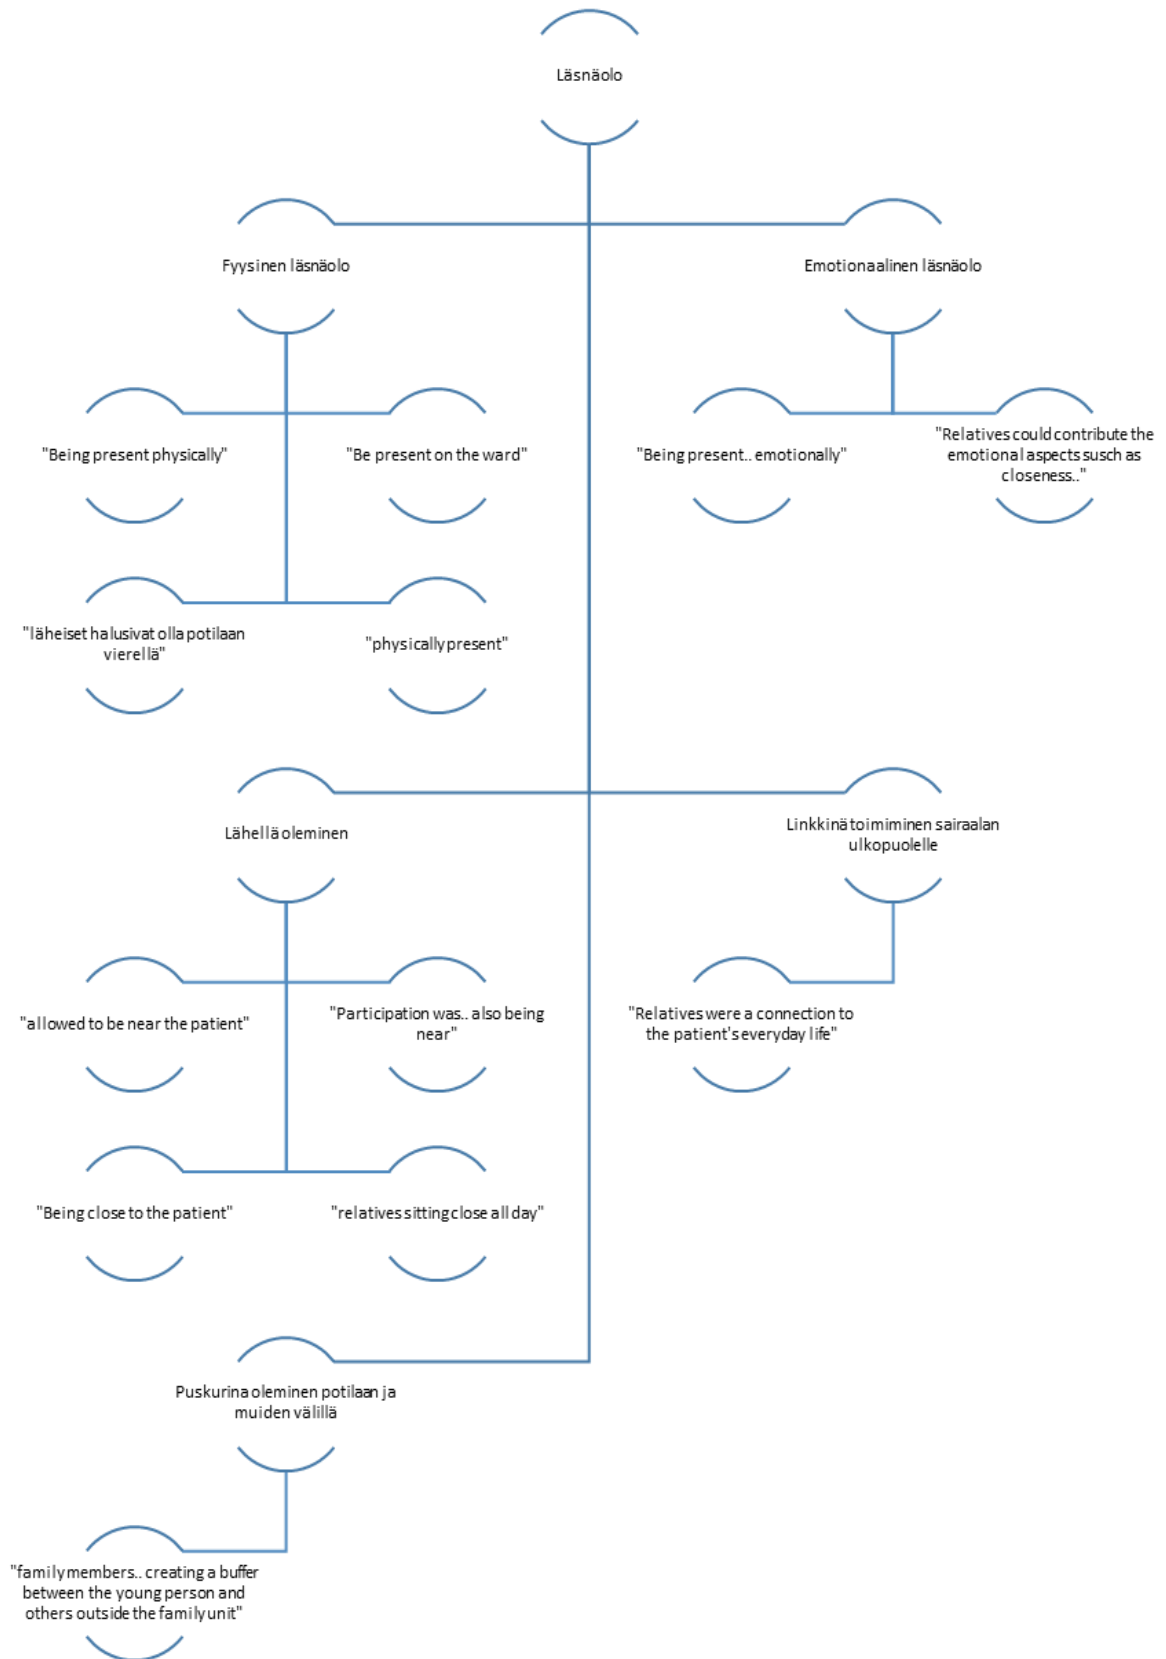 Läsnäolo
Fyysinen läsnäolo
Emotionaalinen läsnäolo
"Being present physically"
"Be present on the ward"
"Being present.. emotionally"
"Relatives could contribute the
emotional aspects susch as
closeness.."
"läheiset halusivat olla potilaan
vierellä"
"physically present"
Lähellä oleminen
Linkkinä toimiminen sairaalan
ulkopuolelle
"allowed to be near the patient"
"Participation was.. also being
near"
"Relatives were a connection to
the patient's everyday life"
"Being close to the patient"
"relatives sitting close all day"
Puskurina oleminen potilaan ja
muiden välillä
"family members.. creating a buffer
between the young person and
others outside the family unit"